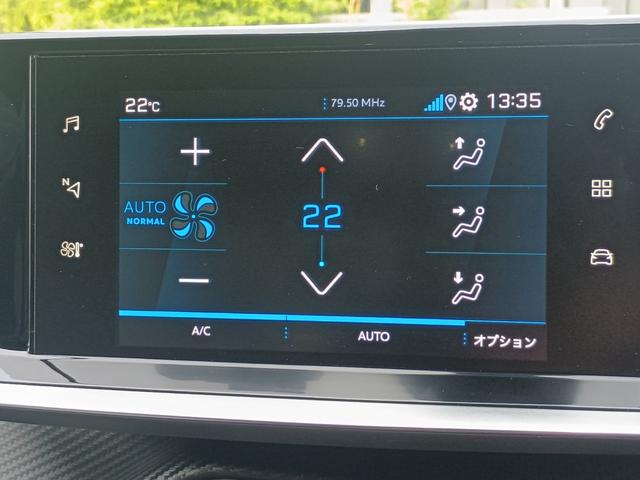 22°C
79.50 MHz
13:35
N
AUTO
NORMAL
22
A/C
AUTO
オプション